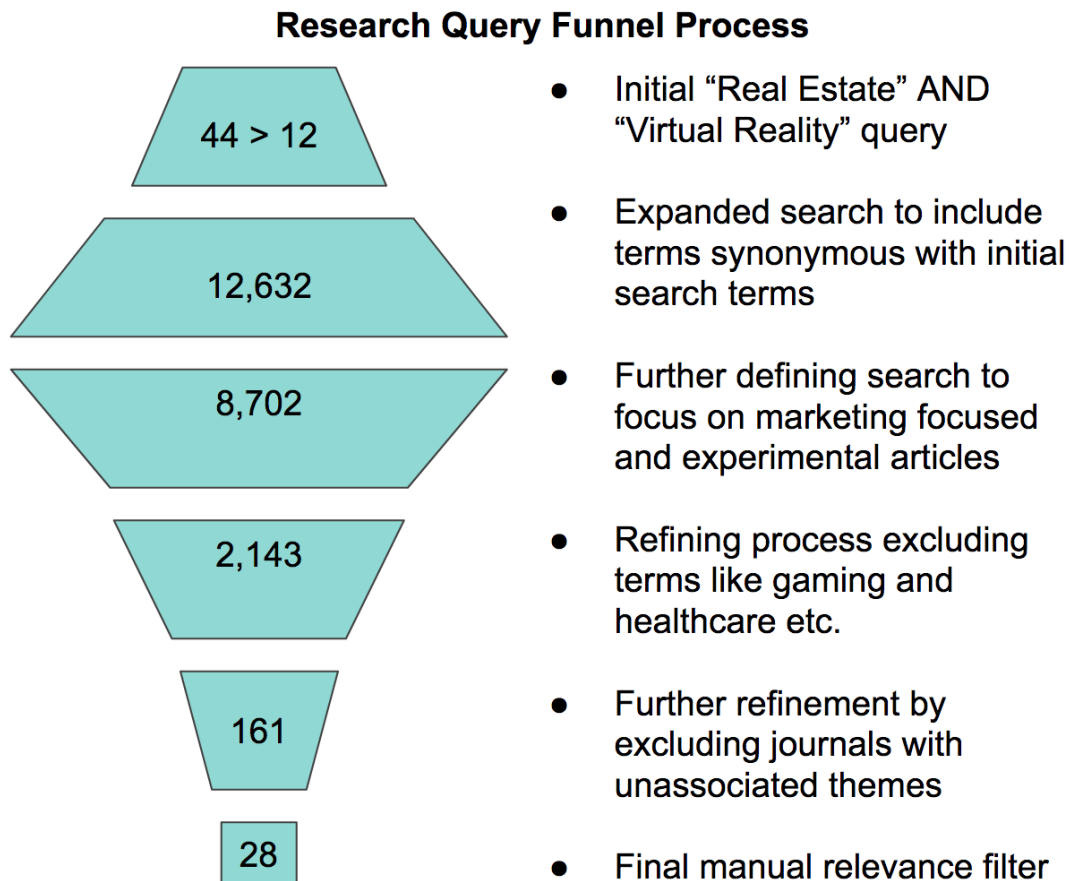 Research Query Funnel Process
44 > 12
● Initial “Real Estate” AND
“Virtual Reality” query
12,632
● Expanded search to include
terms synonymous with initial
search terms
8,702
● Further defining search to
focus on marketing focused
and experimental articles
2,143
● Refining process excluding
terms like gaming and
healthcare etc.
161
● Further refinement by
excluding journals with
unassociated themes
28
● Final manual relevance filter